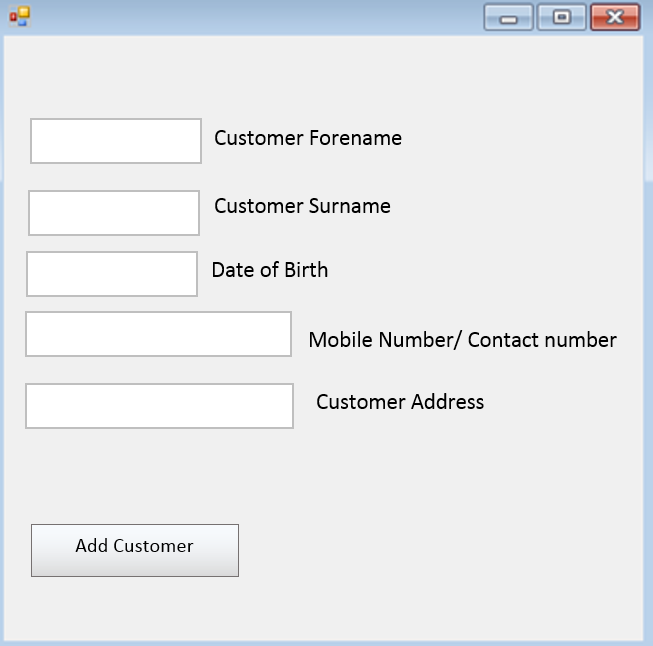 Customer Forename
Customer Surname
Date of Birth
Mobile Number/ Contact number
Customer Address
Add Customer